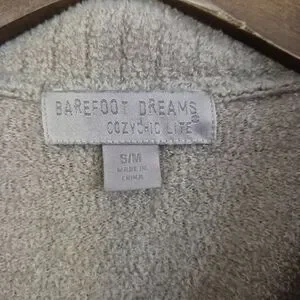 BAREFOOT DREAMS®
COZYCHIC LITE®
S/M
MADE IN
CHINA